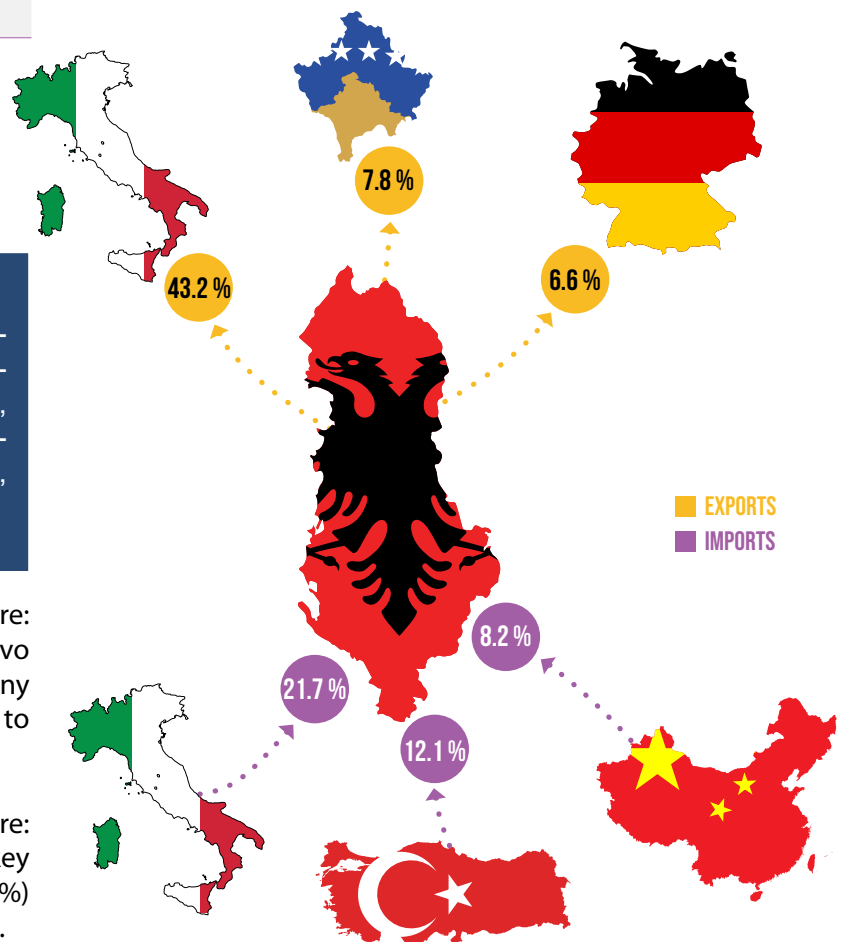 7.8 %
43.2 %
6.6 %
EXPORTS
IMPORTS
8.2 %
21.7 %
12.1 %
re:
vo
ny
to
re:
ey
%)
.